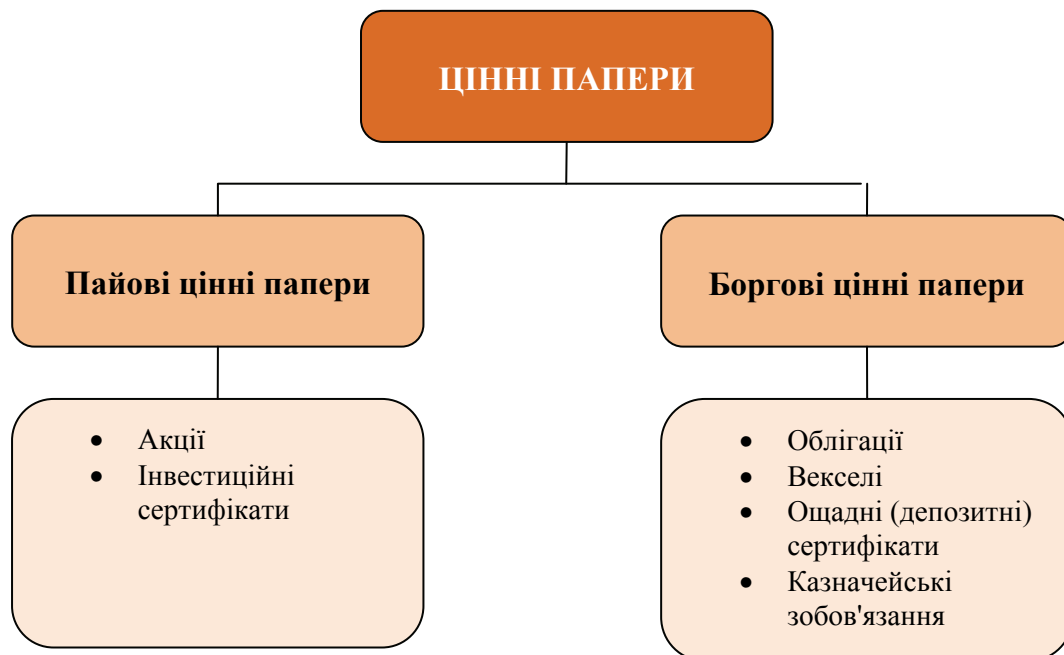 ЦІННІ ПАПЕРИ
Пайові цінні папери
Боргові цінні папери
• Акції
• Інвестиційні
сертифікати
• Облігації
• Векселі
• Ощадні (депозитні)
сертифікати
• Казначейські
зобов'язання